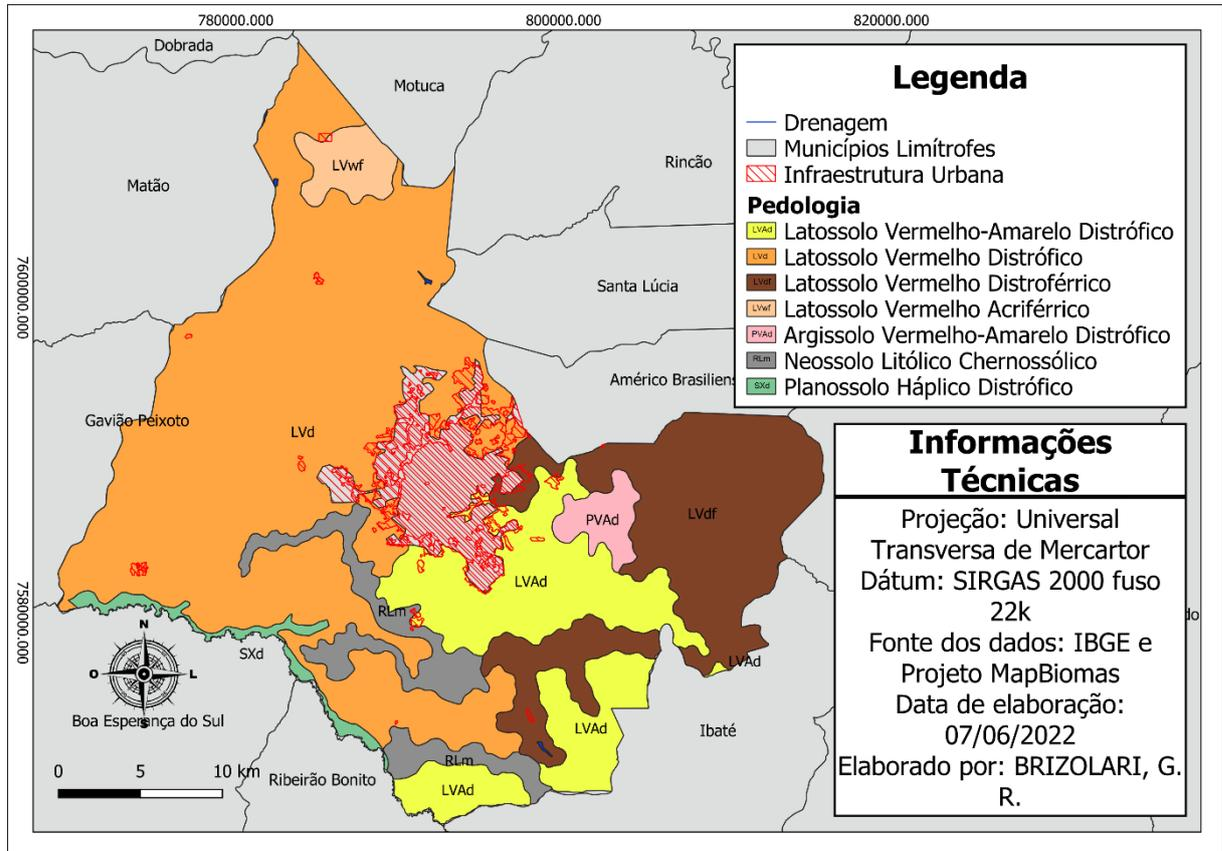 780000.000
800000.000
820000.000
Dobrada
Motuca
Matão
LVwf
Rincão
7600000.000
Santa Lúcia
Américo Brasiliens
Gavião Peixoto
LVd
PVAd
LVdf
LVAd
RLm
7580000.000
SXd
LVAd
N
O
L
S
Boa Esperança do Sul
LVAd
Ibaté
0 5 10 km
Ribeirão Bonito
RLm
LVAd
do
Legenda
Drenagem
Municípios Limítrofes
Infraestrutura Urbana
Pedologia
LVAd Latossolo Vermelho-Amarelo Distrófico
LVd Latossolo Vermelho Distrófico
LVdf Latossolo Vermelho Distroférrico
LVwf Latossolo Vermelho Acriférrico
PVAd Argissolo Vermelho-Amarelo Distrófico
RLm Neossolo Litólico Chernossólico
SXd Planossolo Háplico Distrófico
Informações
Técnicas
Projeção: Universal
Transversa de Mercartor
Dátum: SIRGAS 2000 fuso
22k
Fonte dos dados: IBGE e
Projeto MapBiomas
Data de elaboração:
07/06/2022
Elaborado por: BRIZOLARI, G.
R.